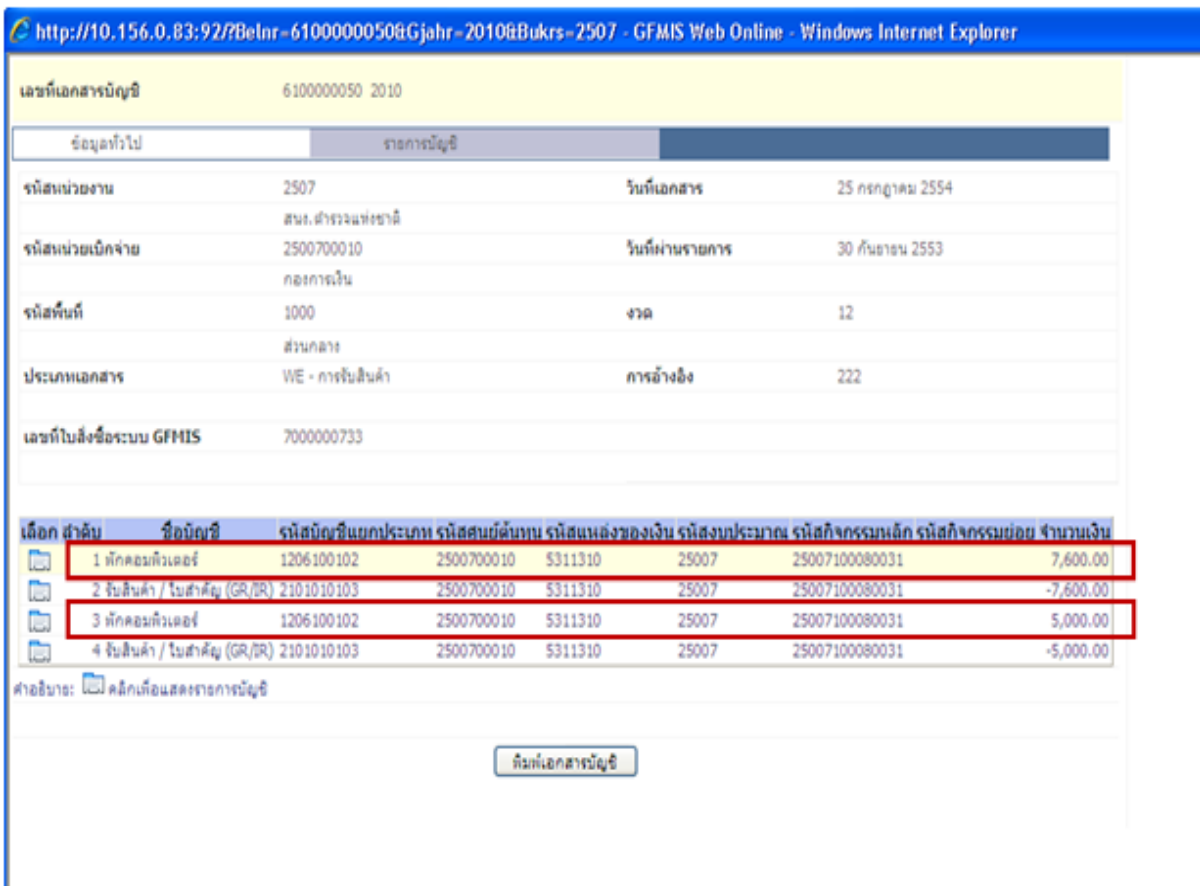 http://10.156.0.83:92/?Belnr=6100000050&Gjahr=2010&Bukrs=2507 - GFMIS Web Online - Windows Internet Explorer
เลขที่เอกสารบัญชี 6100000050 2010
ข้อมูลทั่วไป รายการบัญชี
รหัสหน่วยงาน 2507 วันที่เอกสาร 25 กรกฎาคม 2554
สนง.ตำรวจแห่งชาติ
รหัสหน่วยเบิกจ่าย 2500700010 วันที่ผ่านรายการ 30 กันยายน 2553
กองการเงิน
รหัสพื้นที่ 1000 งวด 12
ส่วนกลาง
ประเภทเอกสาร WE - การรับสินค้า การอ้างอิง 222
เลขที่ใบสั่งซื้อระบบ GFMIS 7000000733
เลือก ลำดับ ชื่อบัญชี รหัสบัญชีแยกประเภท รหัสศูนย์ต้นทุน รหัสแหล่งของเงิน รหัสงบประมาณ รหัสกิจกรรมหลัก รหัสกิจกรรมย่อย จำนวนเงิน
1 พักคอมพิวเตอร์ 1206100102 2500700010 5311310 25007 25007100080031 7,600.00
2 รับสินค้า / ใบสำคัญ (GR/IR) 2101010103 2500700010 5311310 25007 25007100080031 -7,600.00
3 พักคอมพิวเตอร์ 1206100102 2500700010 5311310 25007 25007100080031 5,000.00
4 รับสินค้า / ใบสำคัญ (GR/IR) 2101010103 2500700010 5311310 25007 25007100080031 -5,000.00
คำอธิบาย: คลิกเพื่อแสดงรายการบัญชี
พิมพ์เอกสารบัญชี